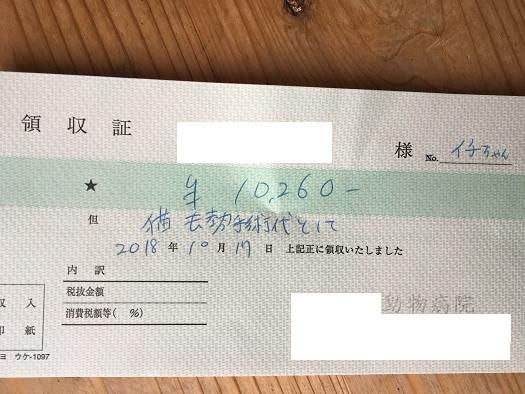 領収証
様 No. イチちゃん
★ ¥ 10,260-
但 猫去勢手術代として
2018年10月17日 上記正に領収いたしました
内訳
税抜金額
消費税額等( %)
動物病院
収入
印紙
ヨ ウケ-1097